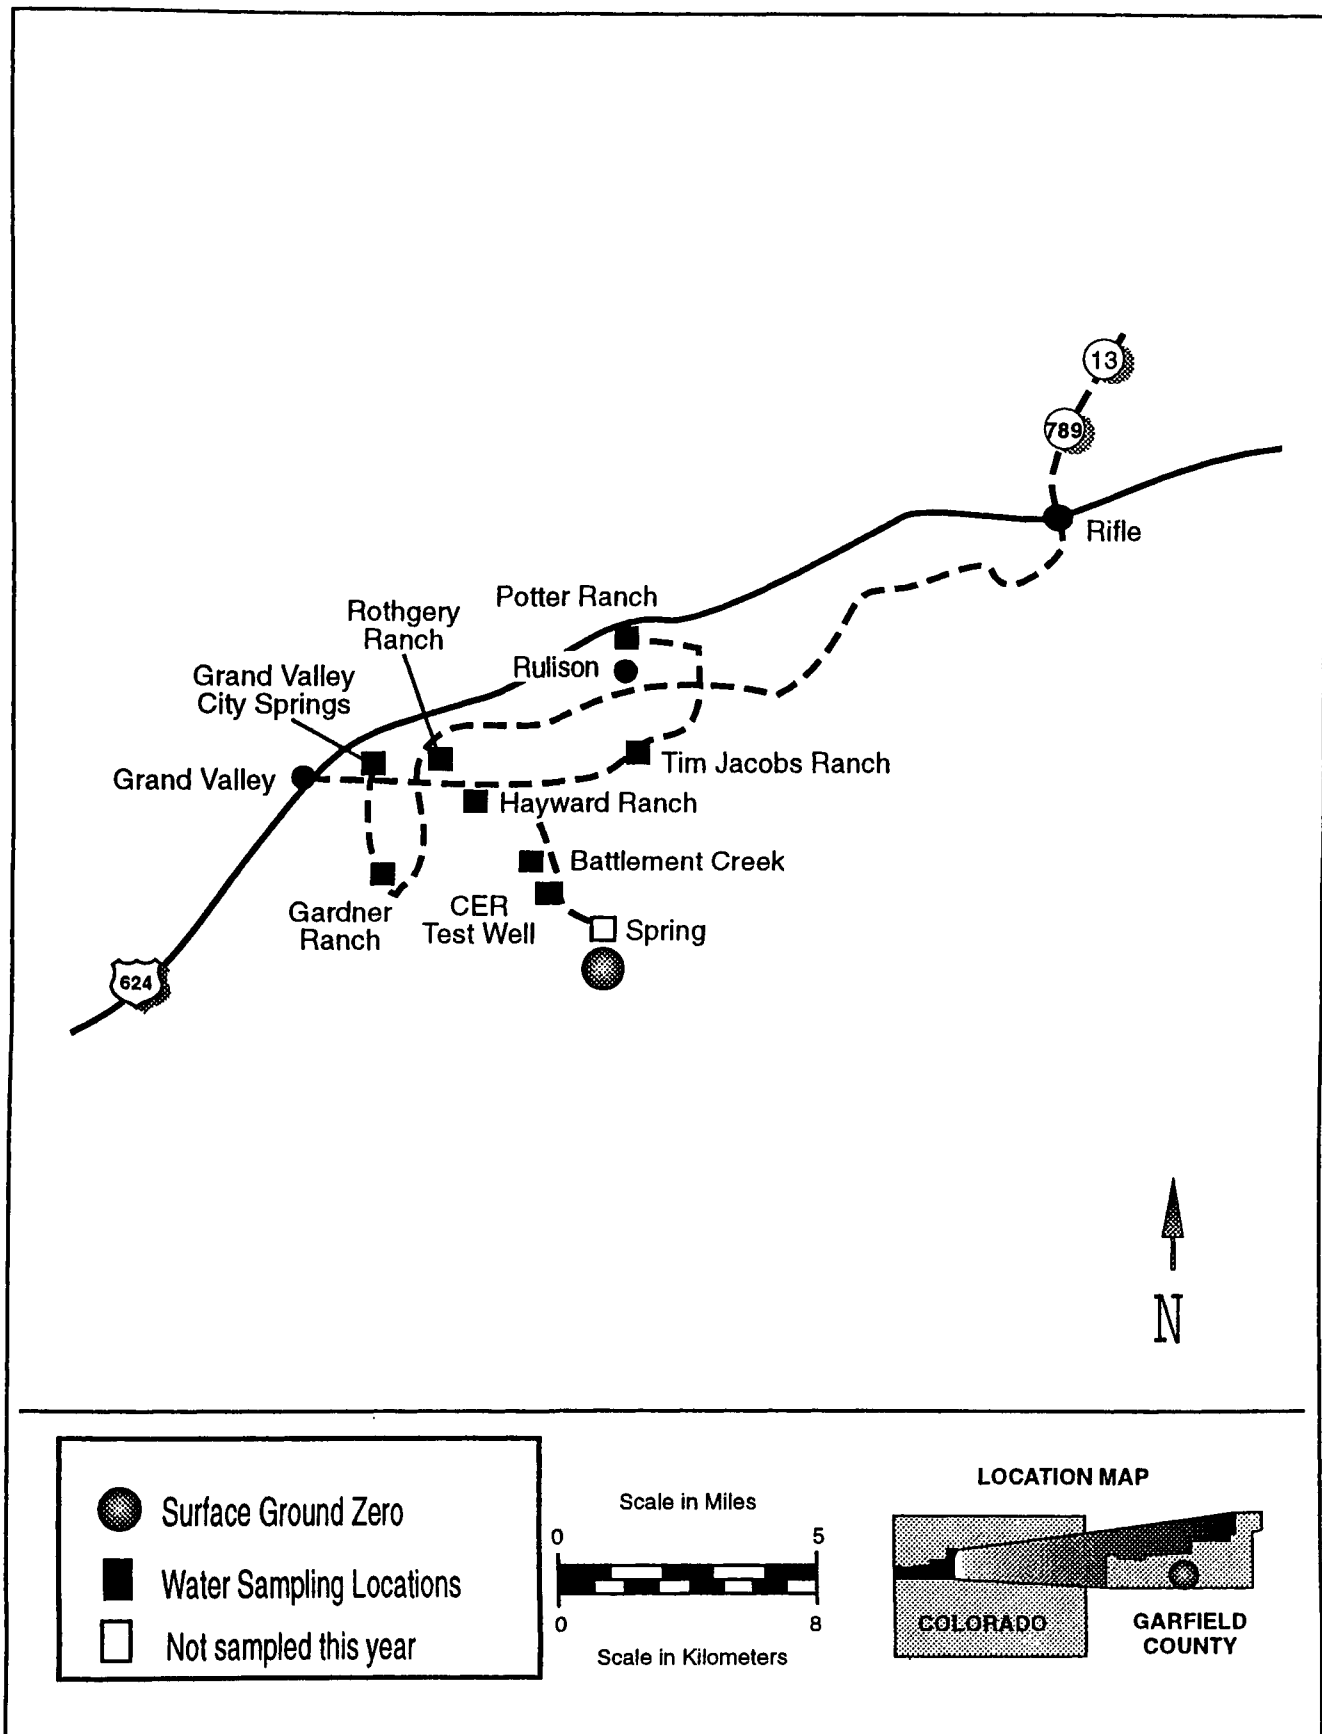 13
789
Rifle
Potter Ranch
Rothgery
Ranch
Rulison
Grand Valley
City Springs
Grand Valley
Tim Jacobs Ranch
Hayward Ranch
Battlement Creek
Gardner
Ranch
CER
Test Well
Spring
624
N
Surface Ground Zero
Water Sampling Locations
Not sampled this year
Scale in Miles
0 5
0 8
Scale in Kilometers
LOCATION MAP
COLORADO
GARFIELD
COUNTY